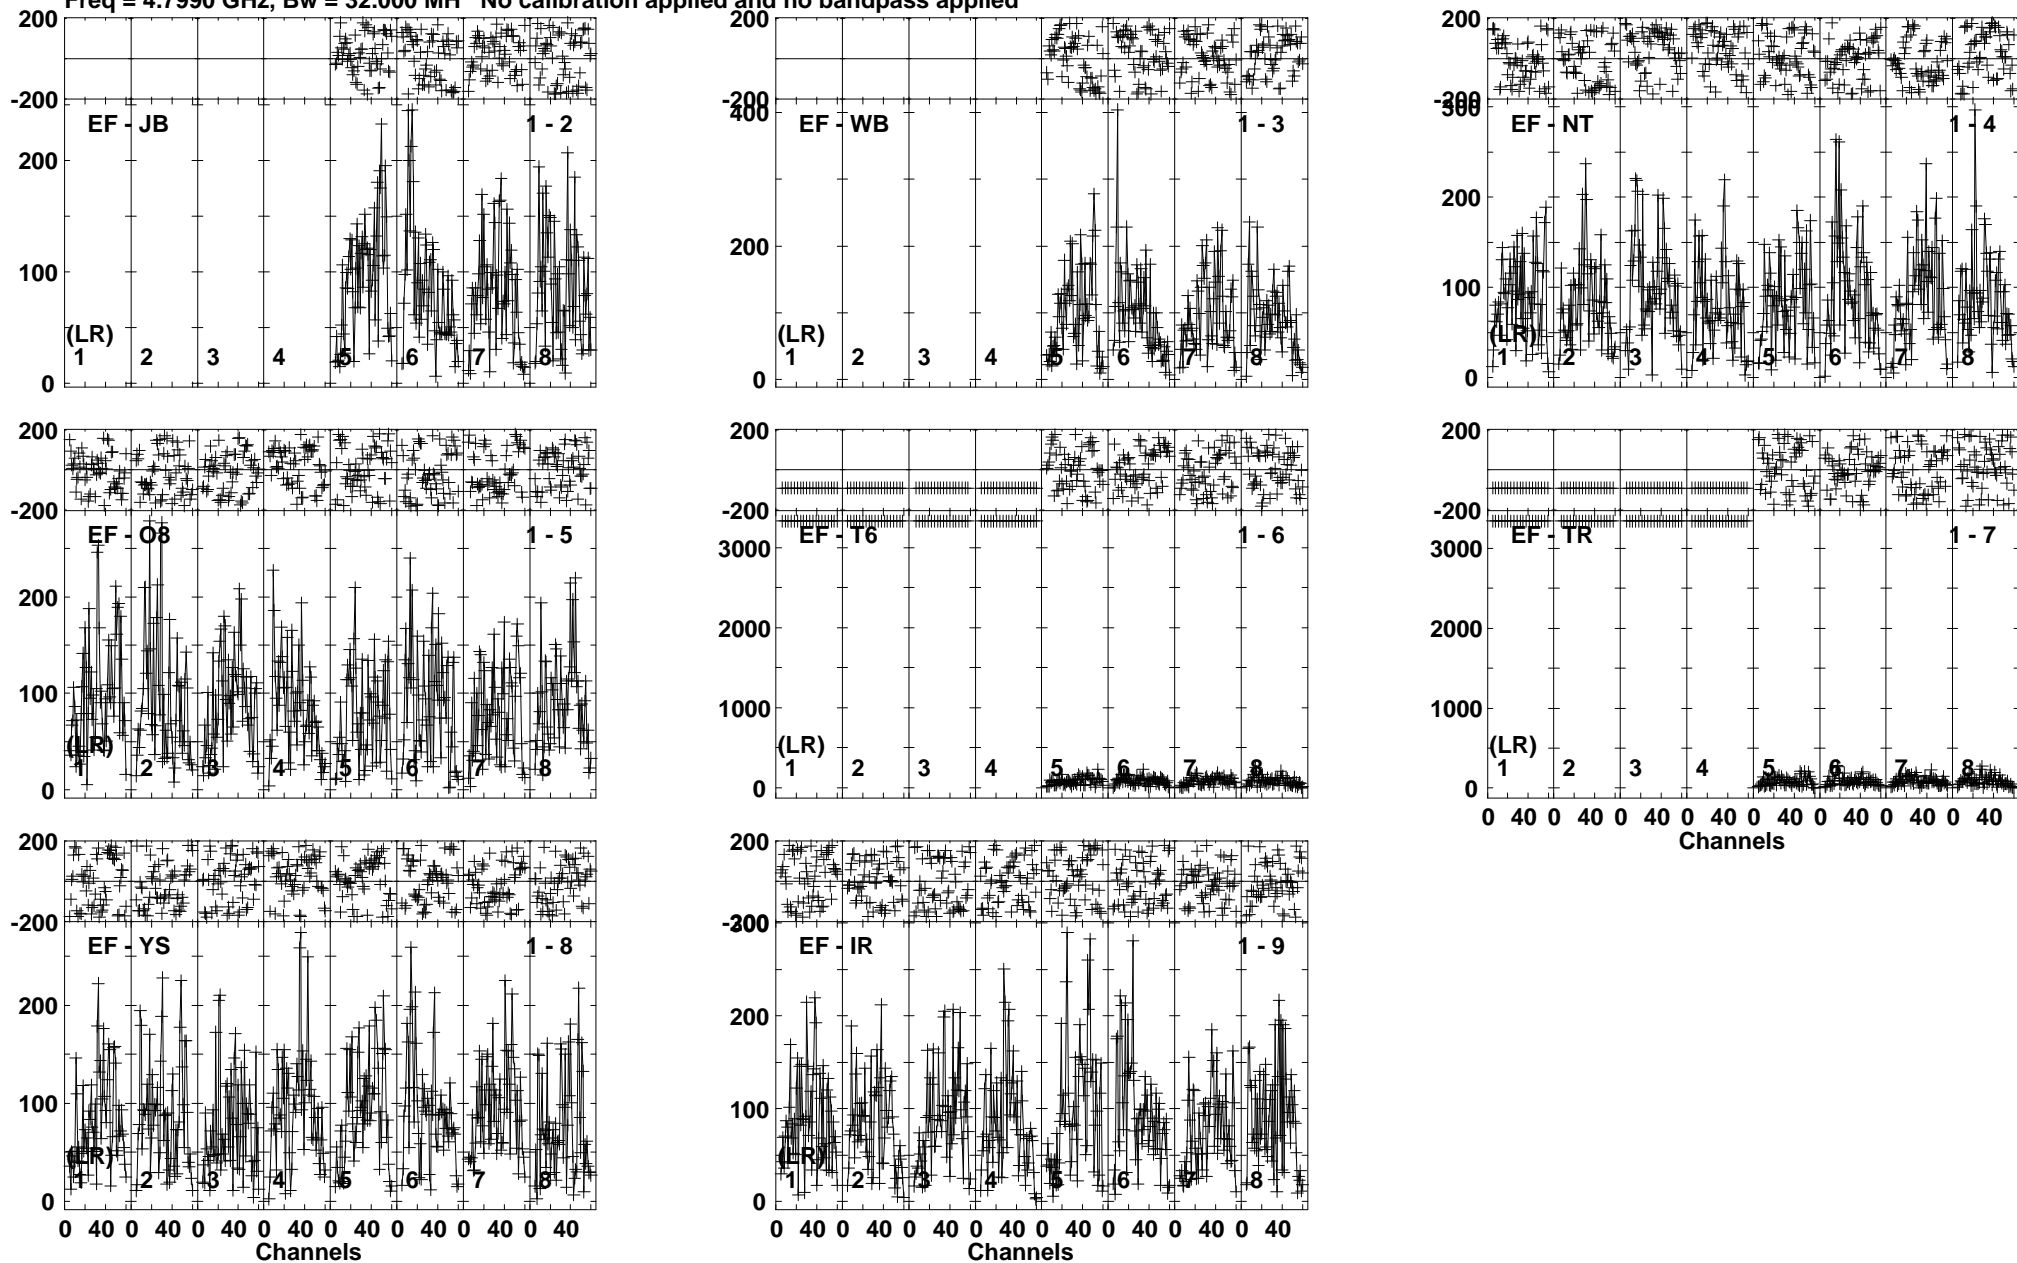 Freq = 4.7990 GHz, Bw = 32.000 MH No calibration applied and no bandpass applied
200 200 200
-200 -200 -200
EF - JB 1 - 2 EF - WB 1 - 3 EF - NT 1 - 4
400 300
200 200 200
100 100
(LR) (LR) (LR)
1 2 3 4 5 6 7 8 1 2 3 4 5 6 7 8 1 2 3 4 5 6 7 8
0 0 0
200 200 200
-200 -200 -200
EF - O8 1 - 5 EF - T6 1 - 6 EF - TR 1 - 7
3000 3000
200 2000 2000
100 1000 1000
(LR) (LR) (LR)
1 2 3 4 5 6 7 8 1 2 3 4 5 6 7 8 1 2 3 4 5 6 7 8
0 0 0
0 40 0 40 0 40 0 40 0 40 0 40 0 40 0 40
Channels
200 200
-200 -200
300
EF - YS 1 - 8 EF - IR 1 - 9
200 200
100 100
(LR) (LR)
1 2 3 4 5 6 7 8 1 2 3 4 5 6 7 8
0 0
0 40 0 40 0 40 0 40 0 40 0 40 0 40 0 40 0 40 0 40 0 40 0 40 0 40 0 40 0 40 0 40
Channels Channels